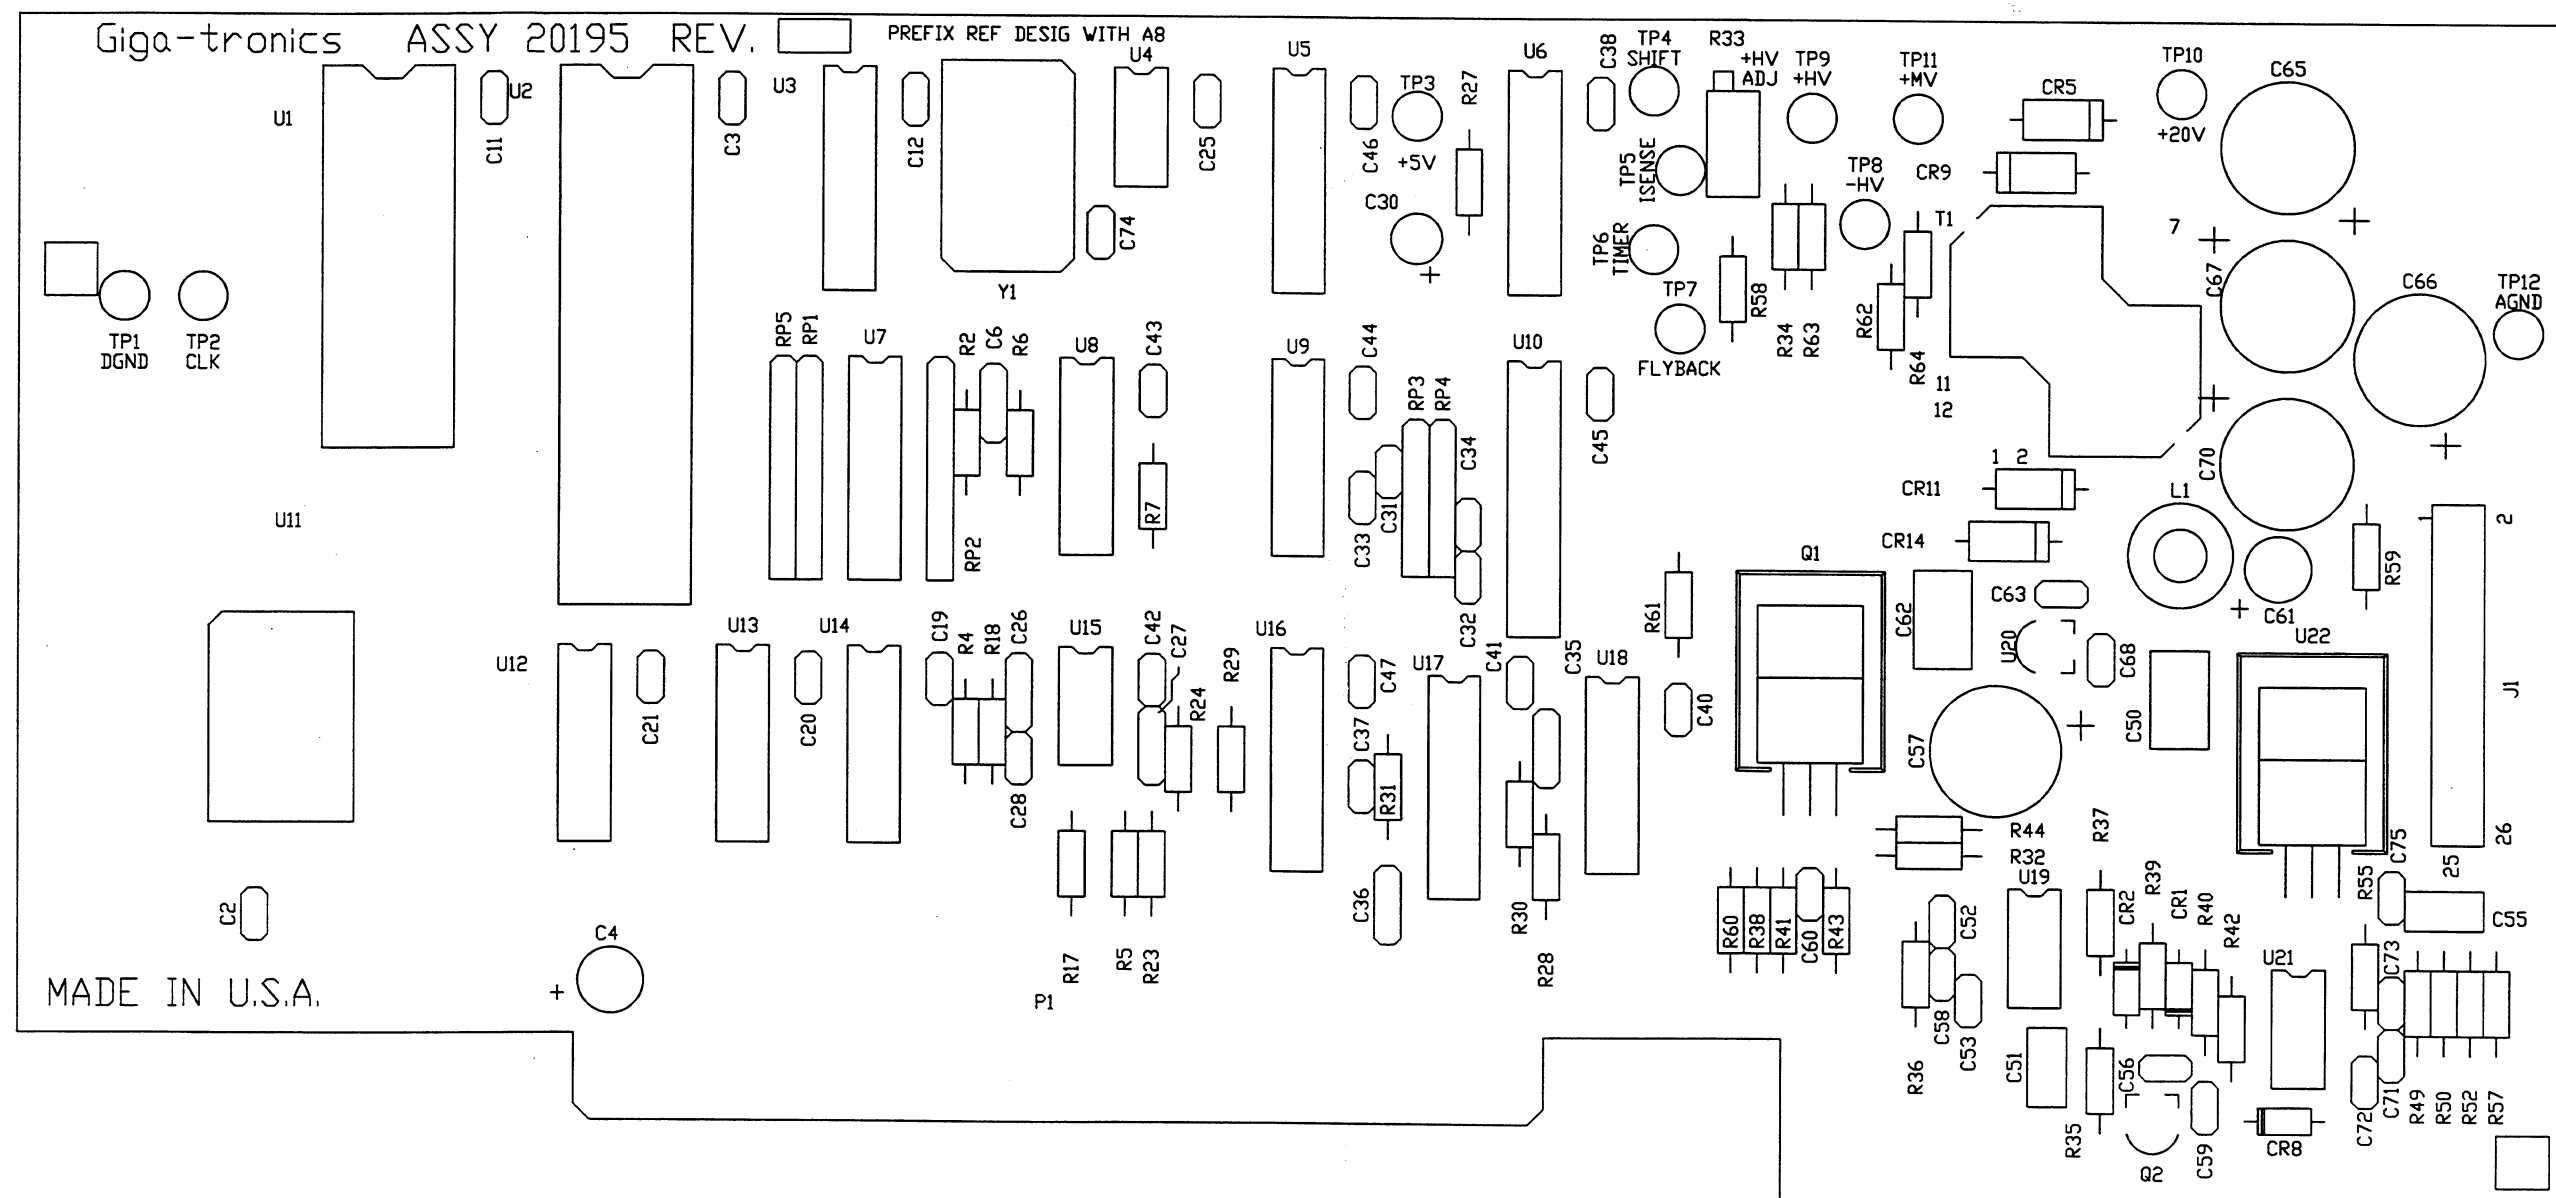 Giga-tronics ASSY 20195 REV.
PREFIX REF DESIG WITH A8
U1
C11
U2
C3
U3
C12
Y1
U4
C25
C74
U5
C46
TP3
+5V
C30
R27
U6
C38
TP4
SHIFT
R33
+HV
ADJ
TP9
+HV
TP11
+MV
TP5
ISENSE
TP8
-HV
TP6
TIMER
TP7
FLYBACK
R58
R34
R63
R62
R64
CR5
CR9
TP10
+20V
C65
T1
7
11
12
1 2
C67
C66
TP12
AGND
C70
TP1
DGND
TP2
CLK
RP5
RP1
U7
R2
C6
R6
RP2
U8
C43
R7
U9
C44
C33
C31
RP3
RP4
C34
C32
U10
C45
CR11
CR14
L1
C61
R59
2
J1
26
25
U11
U12
C21
U13
C20
U14
C19
R4
R18
C26
C28
U15
C42
C27
R24
R29
U16
C47
C37
R31
C36
U17
C41
C35
U18
R30
R28
R61
C40
Q1
C62
C63
U20
C68
C50
C57
U22
R44
R32
R37
U19
C2
C4
R17
R5
R23
P1
R60
R38
R41
C60
R43
C52
R36
C58
C53
C51
R35
CR2
R39
CR1
R40
R42
C56
Q2
C59
U21
CR8
R55
C75
C55
C73
C72
C71
R49
R50
R52
R57
MADE IN U.S.A.